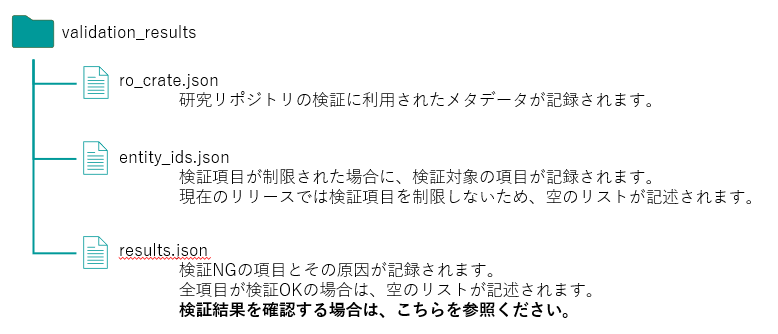 validation_results
ro_crate.json
研究リポジトリの検証に利用されたメタデータが記録されます。
entity_ids.json
検証項目が制限された場合に、検証対象の項目が記録されます。
現在のリリースでは検証項目を制限しないため、空のリストが記述されます。
results.json
検証NGの項目とその原因が記録されます。
全項目が検証OKの場合は、空のリストが記述されます。
検証結果を確認する場合は、こちらを参照ください。